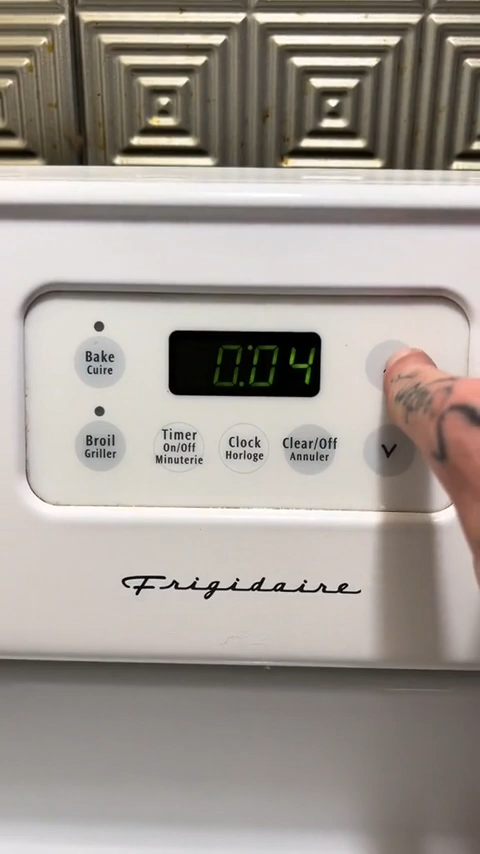 Bake
Cuire
0:04
Broil
Griller
Timer
On/Off
Minuterie
Clock
Horloge
Clear/Off
Annuler
Frigidaire